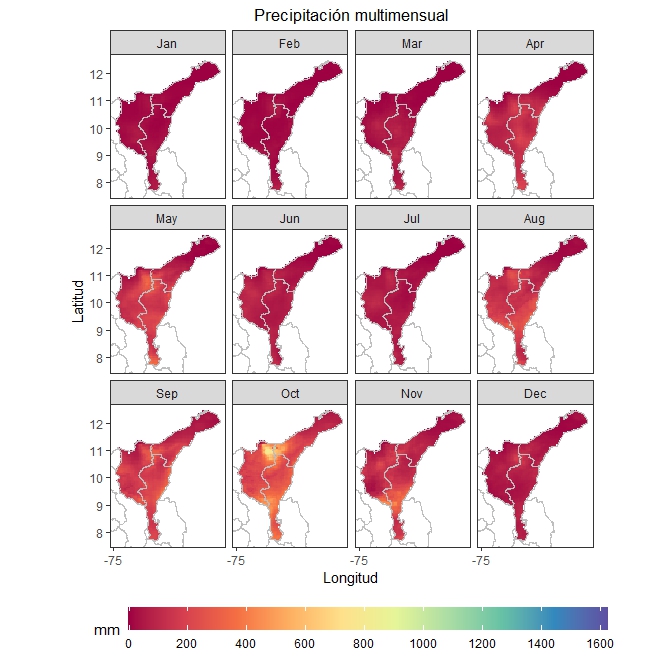 Precipitación multimensual
Jan Feb Mar Apr
12
11
10
9
8
May Jun Jul Aug
12
11
10
9
8
Latitud
Sep Oct Nov Dec
12
11
10
9
8
-75 -75 -75 -75
Longitud
mm
0 200 400 600 800 1000 1200 1400 1600